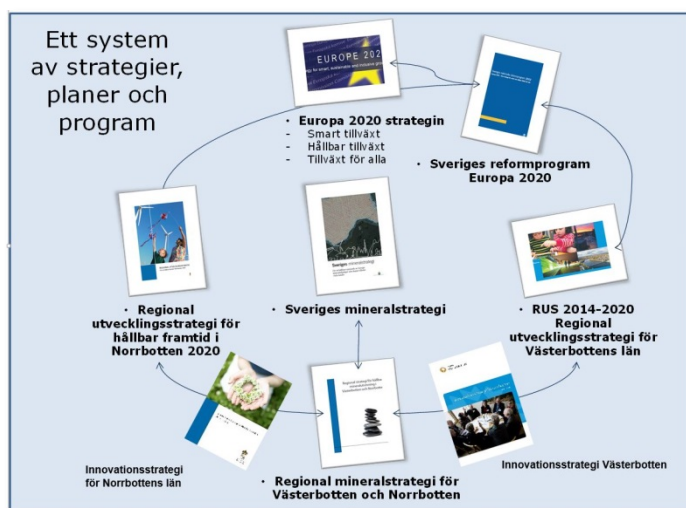 Ett system
av strategier,
planer och
program
EUROPE 202
· Europa 2020 strategin
- Smart tillväxt
- Hållbar tillväxt
- Tillväxt för alla
· Sveriges reformprogram
Europa 2020
Sveriges mineralstrategi
· Regional
utvecklingsstrategi för
hållbar framtid i
Norrbotten 2020
· Sveriges mineralstrategi
· RUS 2014-2020
Regional
utvecklingsstrategi för
Västerbottens län
Innovationsstrategi
för Norrbottens län
· Regional mineralstrategi för
Västerbotten och Norrbotten
Innovationsstrategi Västerbotten